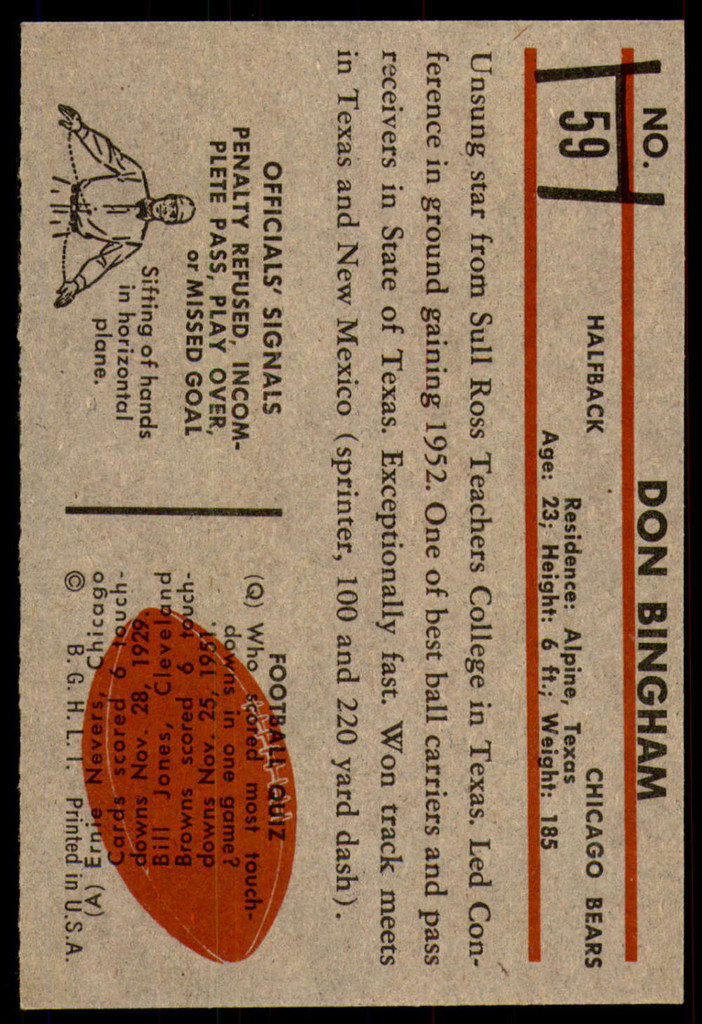 NO.
59
DON BINGHAM
HALFBACK
CHICAGO BEARS
Residence: Alpine, Texas
Age: 23; Height: 6 ft.; Weight: 185
Unsung star from Sull Ross Teachers College in Texas. Led Con-
ference in ground gaining 1952. One of best ball carriers and pass
receivers in State of Texas. Exceptionally fast. Won track meets
in Texas and New Mexico (sprinter, 100 and 220 yard dash).
OFFICIALS' SIGNALS
PENALTY REFUSED, INCOM-
PLETE PASS, PLAY OVER,
or MISSED GOAL
Sifting of hands
in horizontal
plane.
FOOTBALL QUIZ
(Q) Who scored most touch-
downs in one game?
(A) Ernie Nevers, Chicago
Cards scored 6 touch-
downs Nov. 28, 1929.
Bill Jones, Cleveland
Browns scored 6 touch-
downs Nov. 25, 1951.
© B. G. H. L. I. Printed in U.S.A.